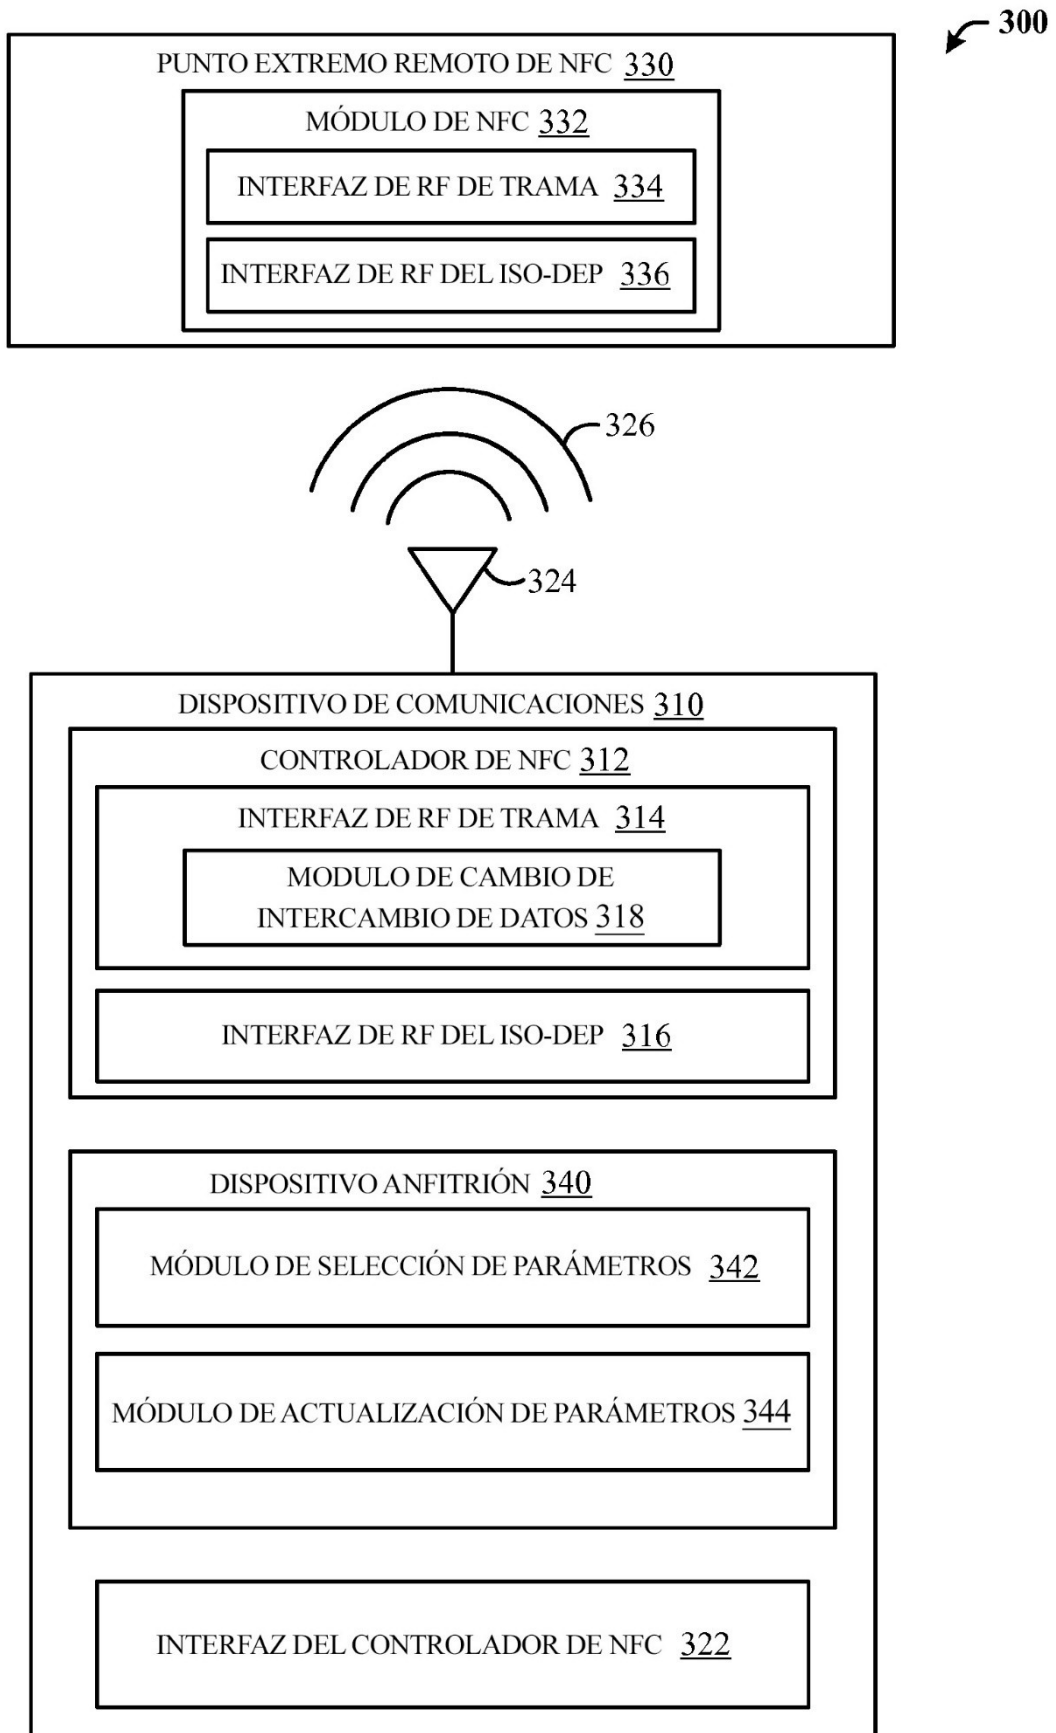 300
PUNTO EXTREMO REMOTO DE NFC 330
MÓDULO DE NFC 332
INTERFAZ DE RF DE TRAMA 334
INTERFAZ DE RF DEL ISO-DEP 336
326
324
DISPOSITIVO DE COMUNICACIONES 310
CONTROLADOR DE NFC 312
INTERFAZ DE RF DE TRAMA 314
MODULO DE CAMBIO DE
INTERCAMBIO DE DATOS 318
INTERFAZ DE RF DEL ISO-DEP 316
DISPOSITIVO ANFITRIÓN 340
MÓDULO DE SELECCIÓN DE PARÁMETROS 342
MÓDULO DE ACTUALIZACIÓN DE PARÁMETROS 344
INTERFAZ DEL CONTROLADOR DE NFC 322